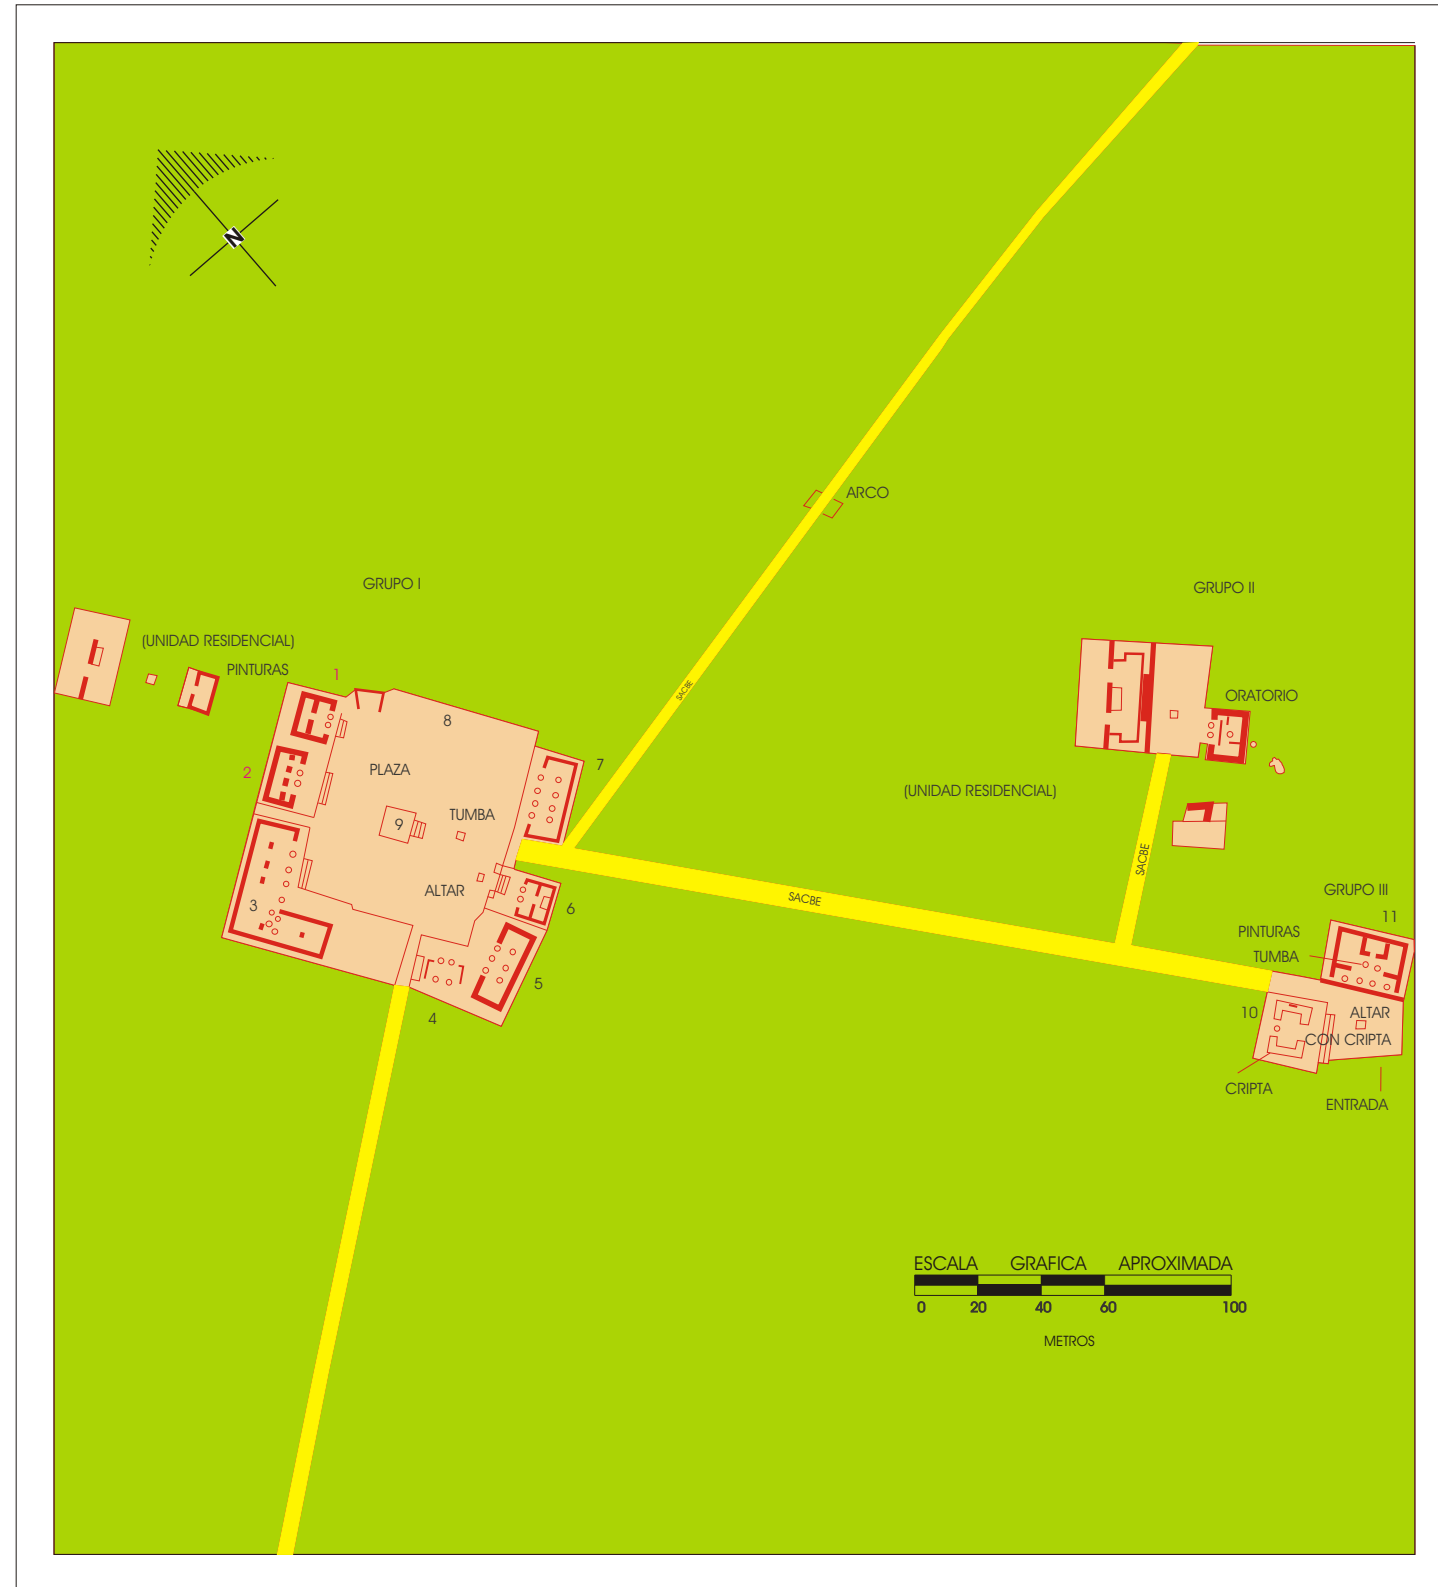 N
ARCO
GRUPO I
GRUPO II
(UNIDAD RESIDENCIAL)
PINTURAS
1
SACBE
ORATORIO
8
7
PLAZA
2
(UNIDAD RESIDENCIAL)
TUMBA
9
SACBE
ALTAR
GRUPO III
SACBE
3
6
11
PINTURAS
TUMBA
5
4
10
ALTAR
CON CRIPTA
CRIPTA
ENTRADA
ESCALA GRAFICA APROXIMADA
0 20 40 60 100
METROS